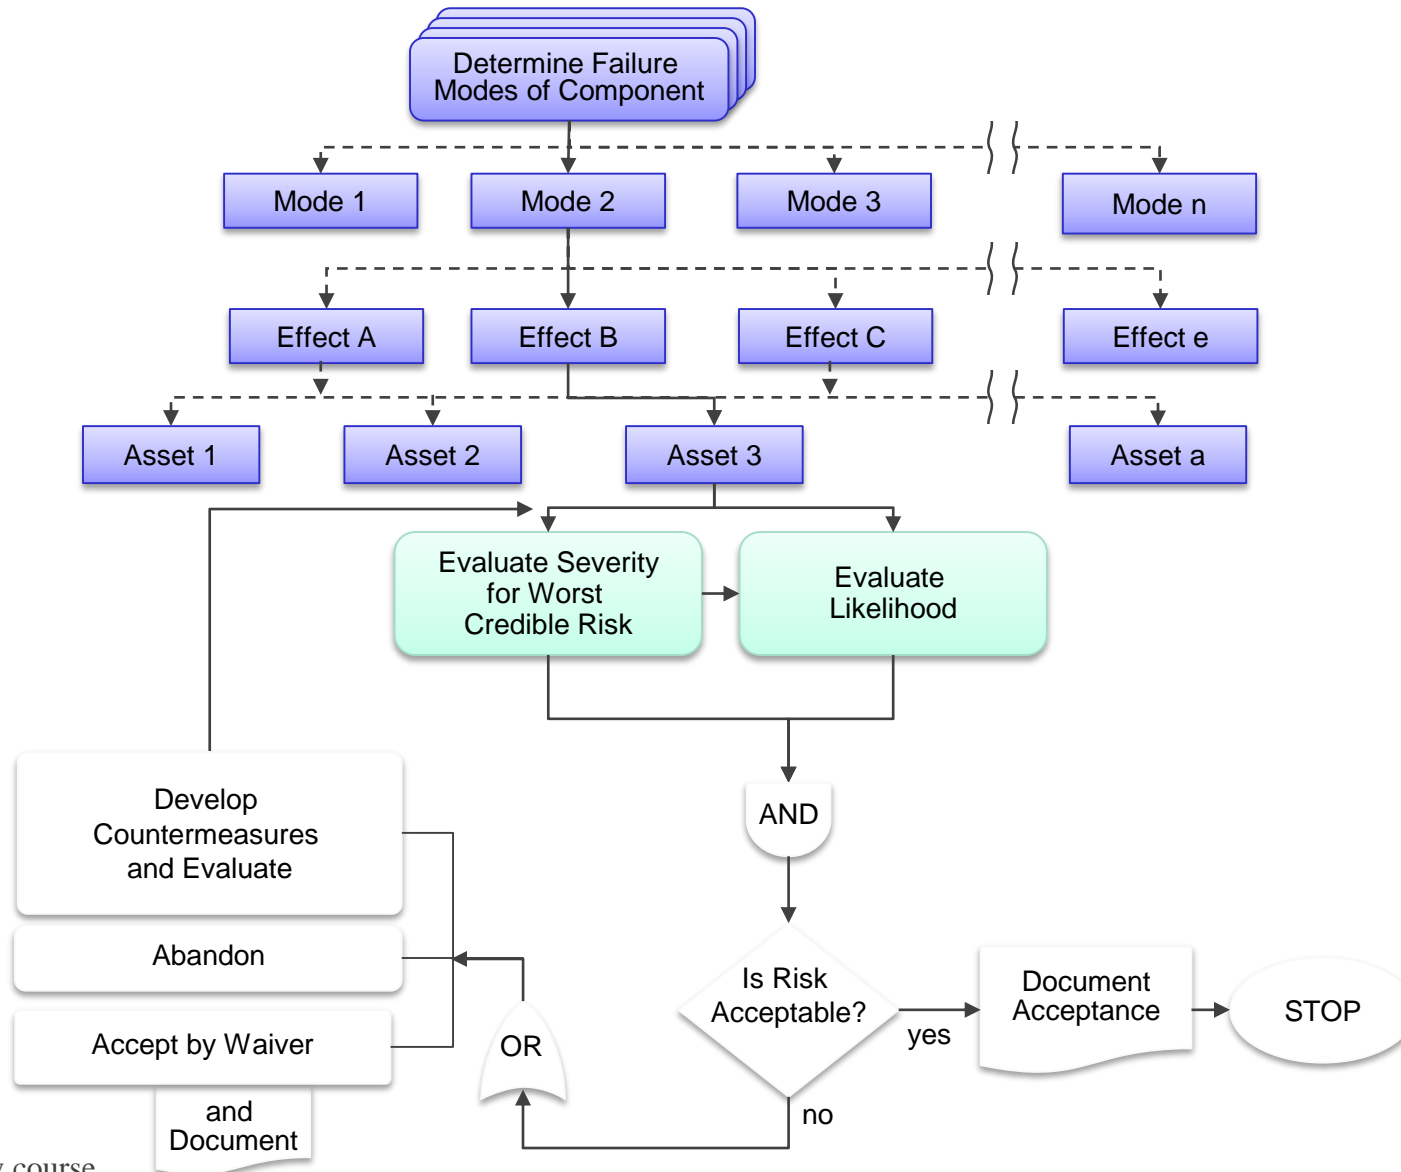 Determine Failure
Modes of Component
Mode 1
Mode 2
Mode 3
Mode n
Effect A
Effect B
Effect C
Effect e
Asset 1
Asset 2
Asset 3
Asset a
Evaluate Severity
for Worst
Credible Risk
Evaluate
Likelihood
AND
Develop
Countermeasures
and Evaluate
Abandon
Accept by Waiver
and
Document
OR
Is Risk
Acceptable?
yes
no
Document
Acceptance
STOP
course